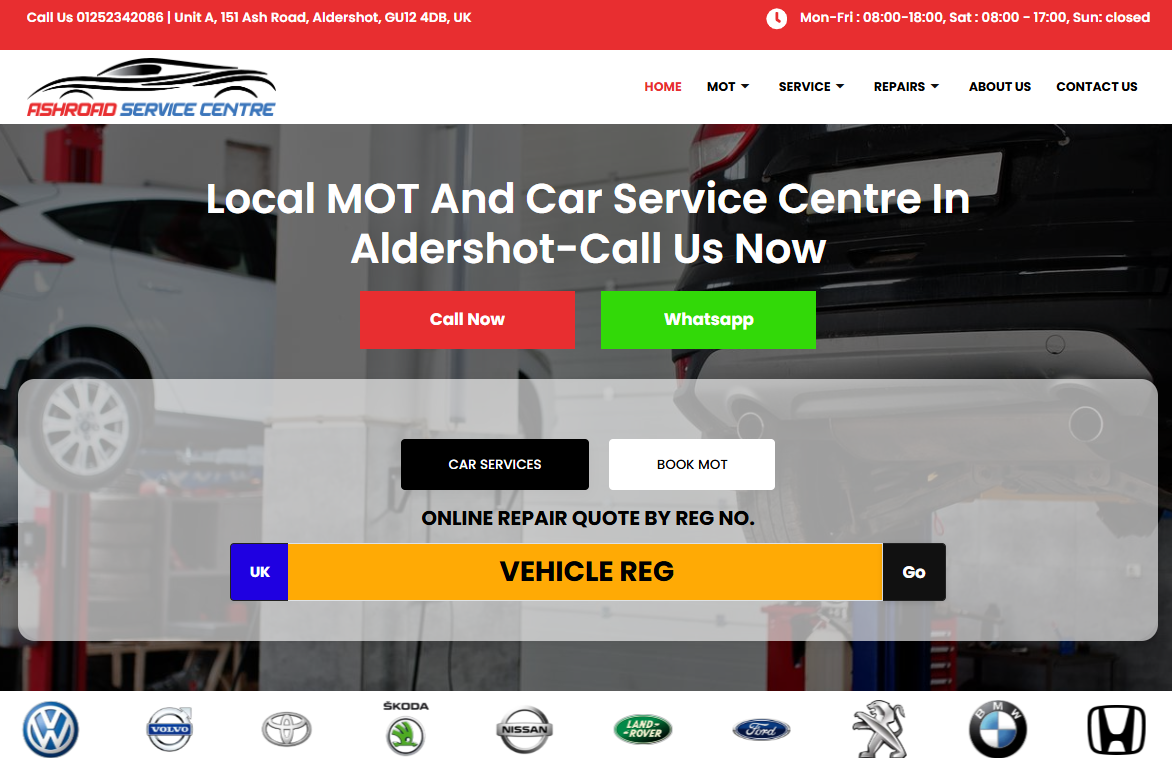 Call Us 01252342086 | Unit A, 151 Ash Road, Aldershot, GU12 4DB, UK
Mon-Fri : 08:00-18:00, Sat : 08:00 - 17:00, Sun: closed
ASHROAD SERVICE CENTRE
HOME MOT SERVICE REPAIRS ABOUT US CONTACT US
Local MOT And Car Service Centre In
Aldershot-Call Us Now
Call Now Whatsapp
CAR SERVICES BOOK MOT
ONLINE REPAIR QUOTE BY REG NO.
UK VEHICLE REG Go
VOLVO
ŠKODA
NISSAN
LAND-
-ROVER
Ford
BMW